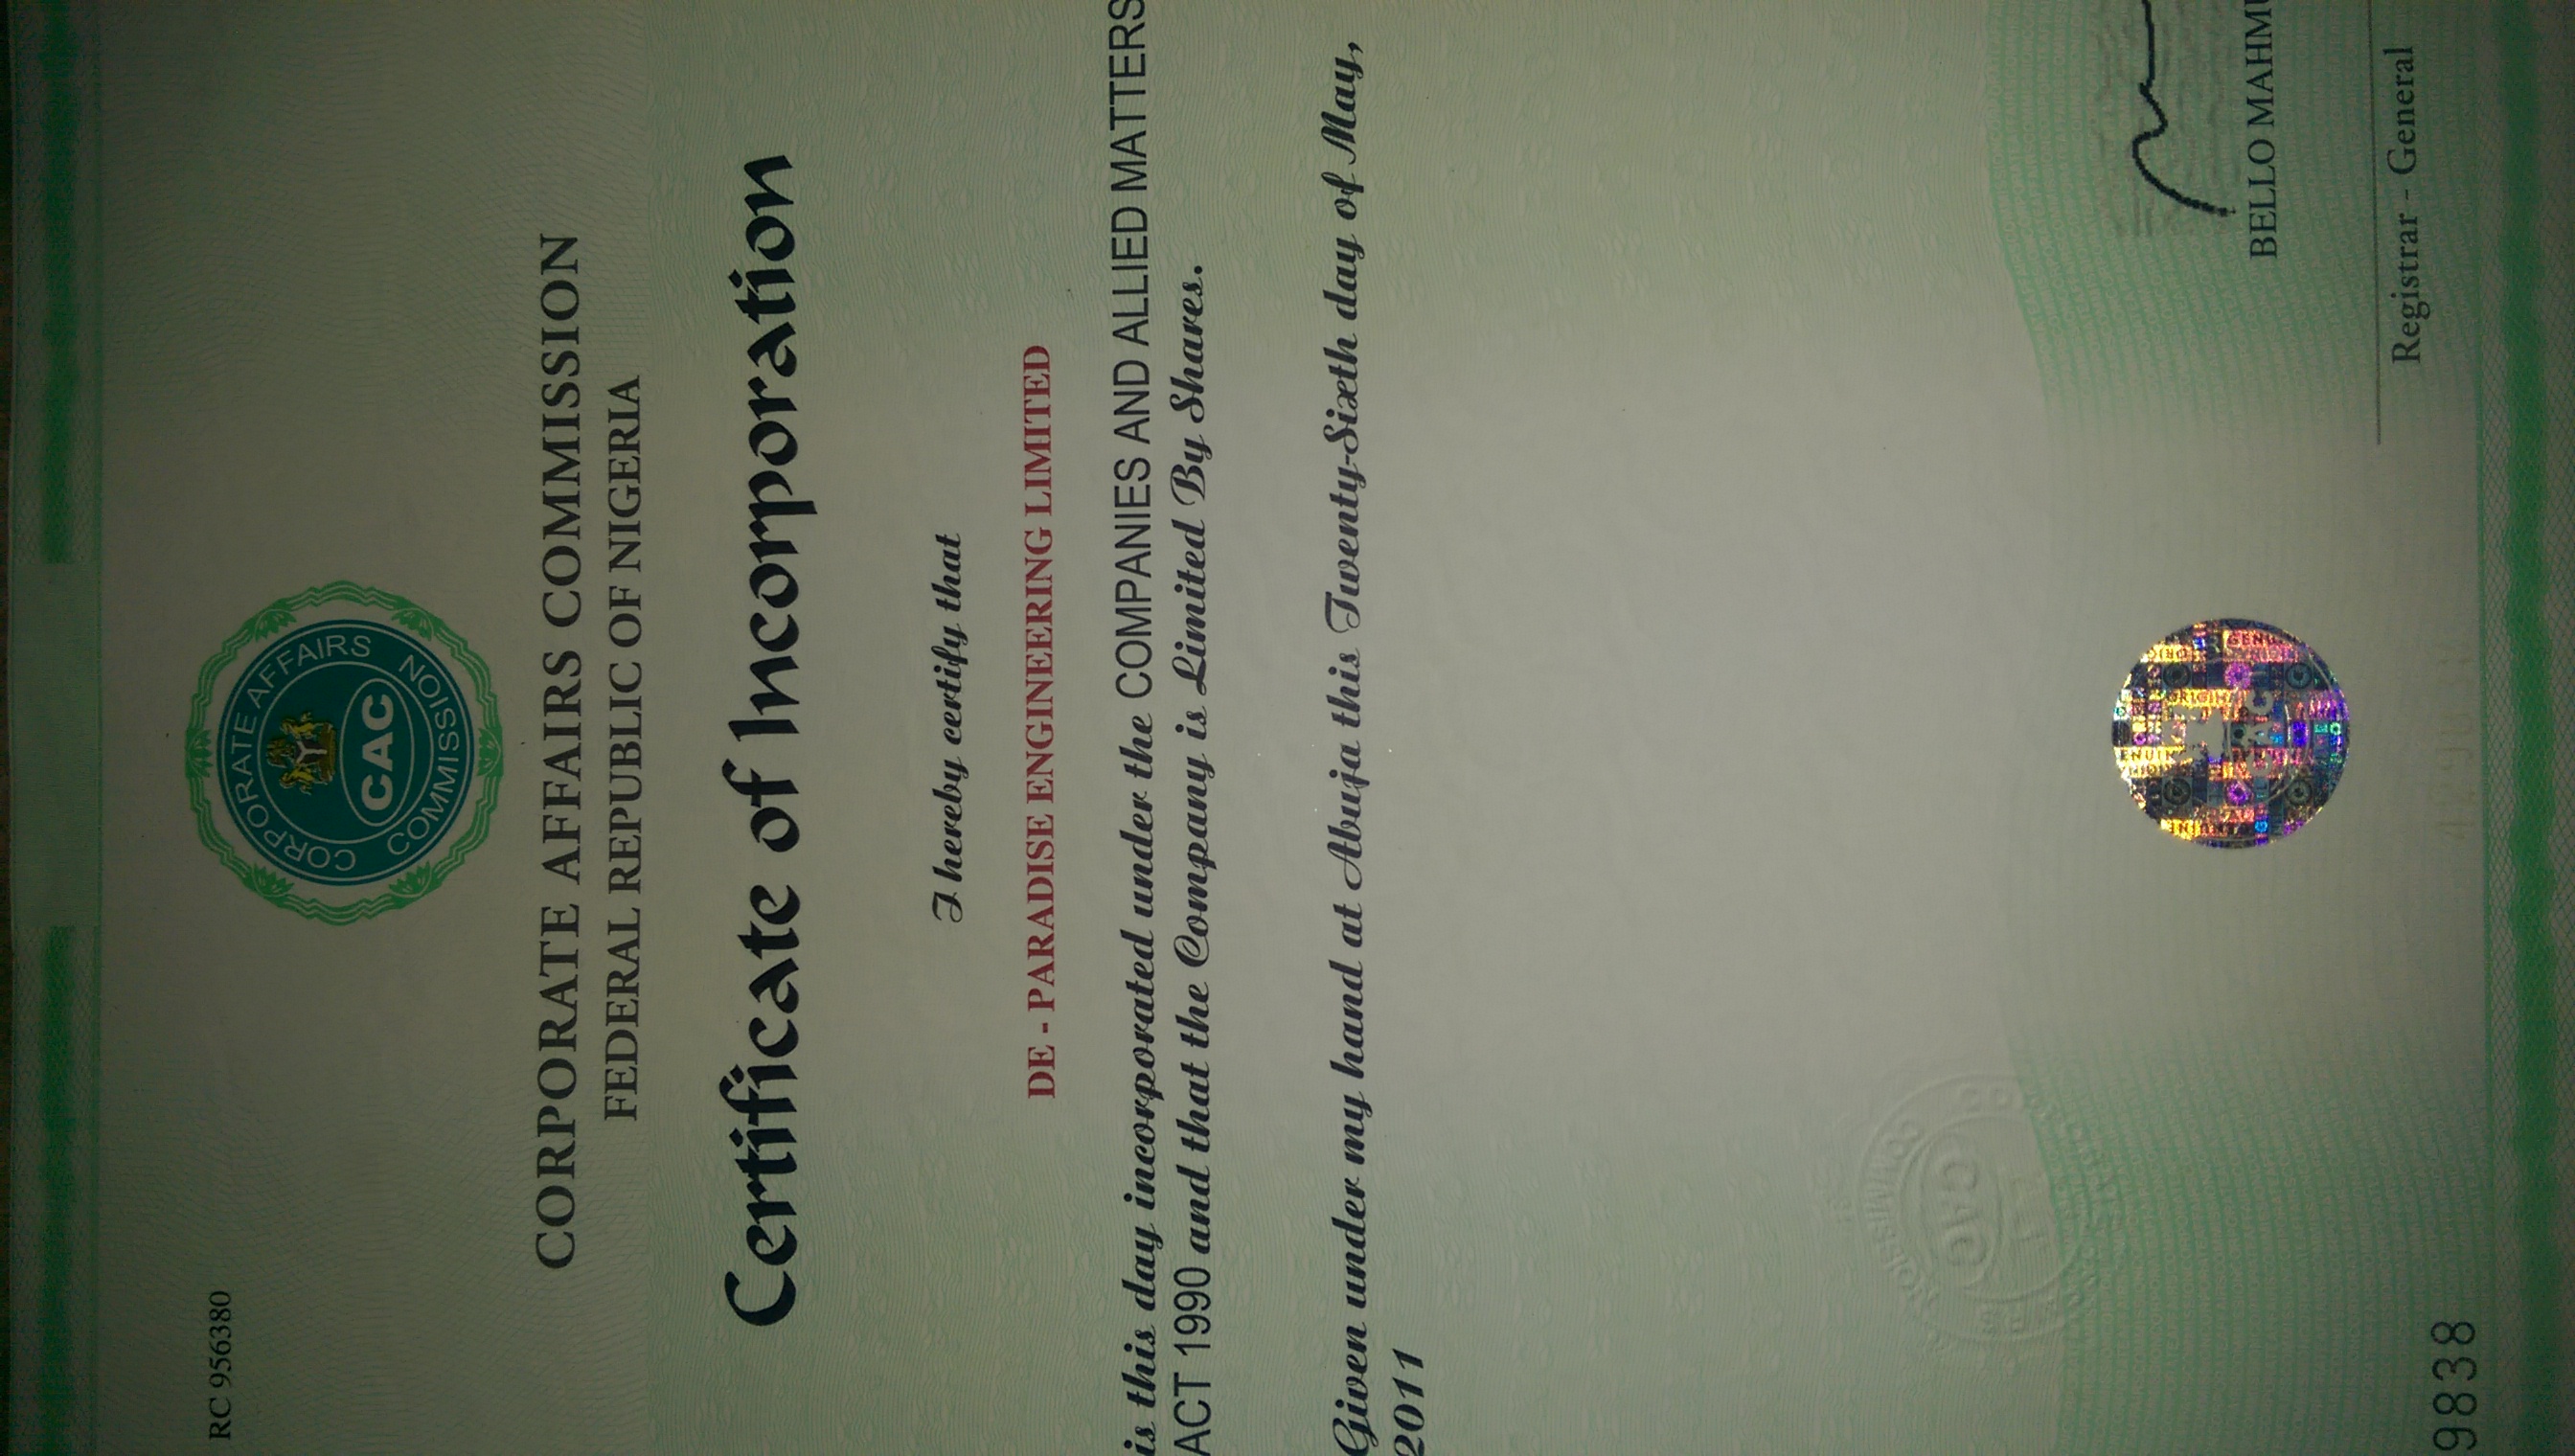 RC 956380
CORPORATE AFFAIRS COMMISSION
CAC
CORPORATE AFFAIRS COMMISSION
FEDERAL REPUBLIC OF NIGERIA
Certificate of Incorporation
I hereby certify that
DE - PARADISE ENGINEERING LIMITED
is this day incorporated under the COMPANIES AND ALLIED MATTERS
ACT 1990 and that the Company is Limited By Shares.
Given under my hand at Abuja this Twenty-Sixth day of May,
2011
CAC
BELLO MAHMU
Registrar - General
9838